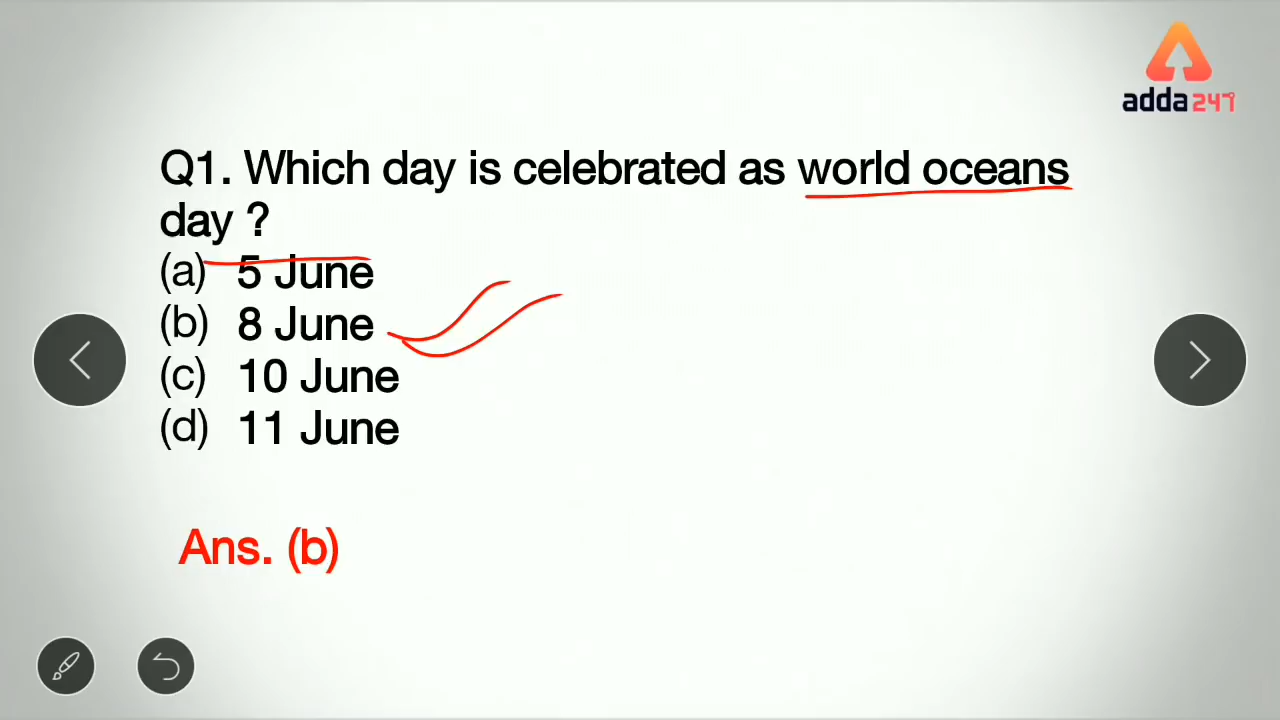 adda247
Q1. Which day is celebrated as world oceans
day ?
(a) 5 June
(b) 8 June
(c) 10 June
(d) 11 June
Ans. (b)